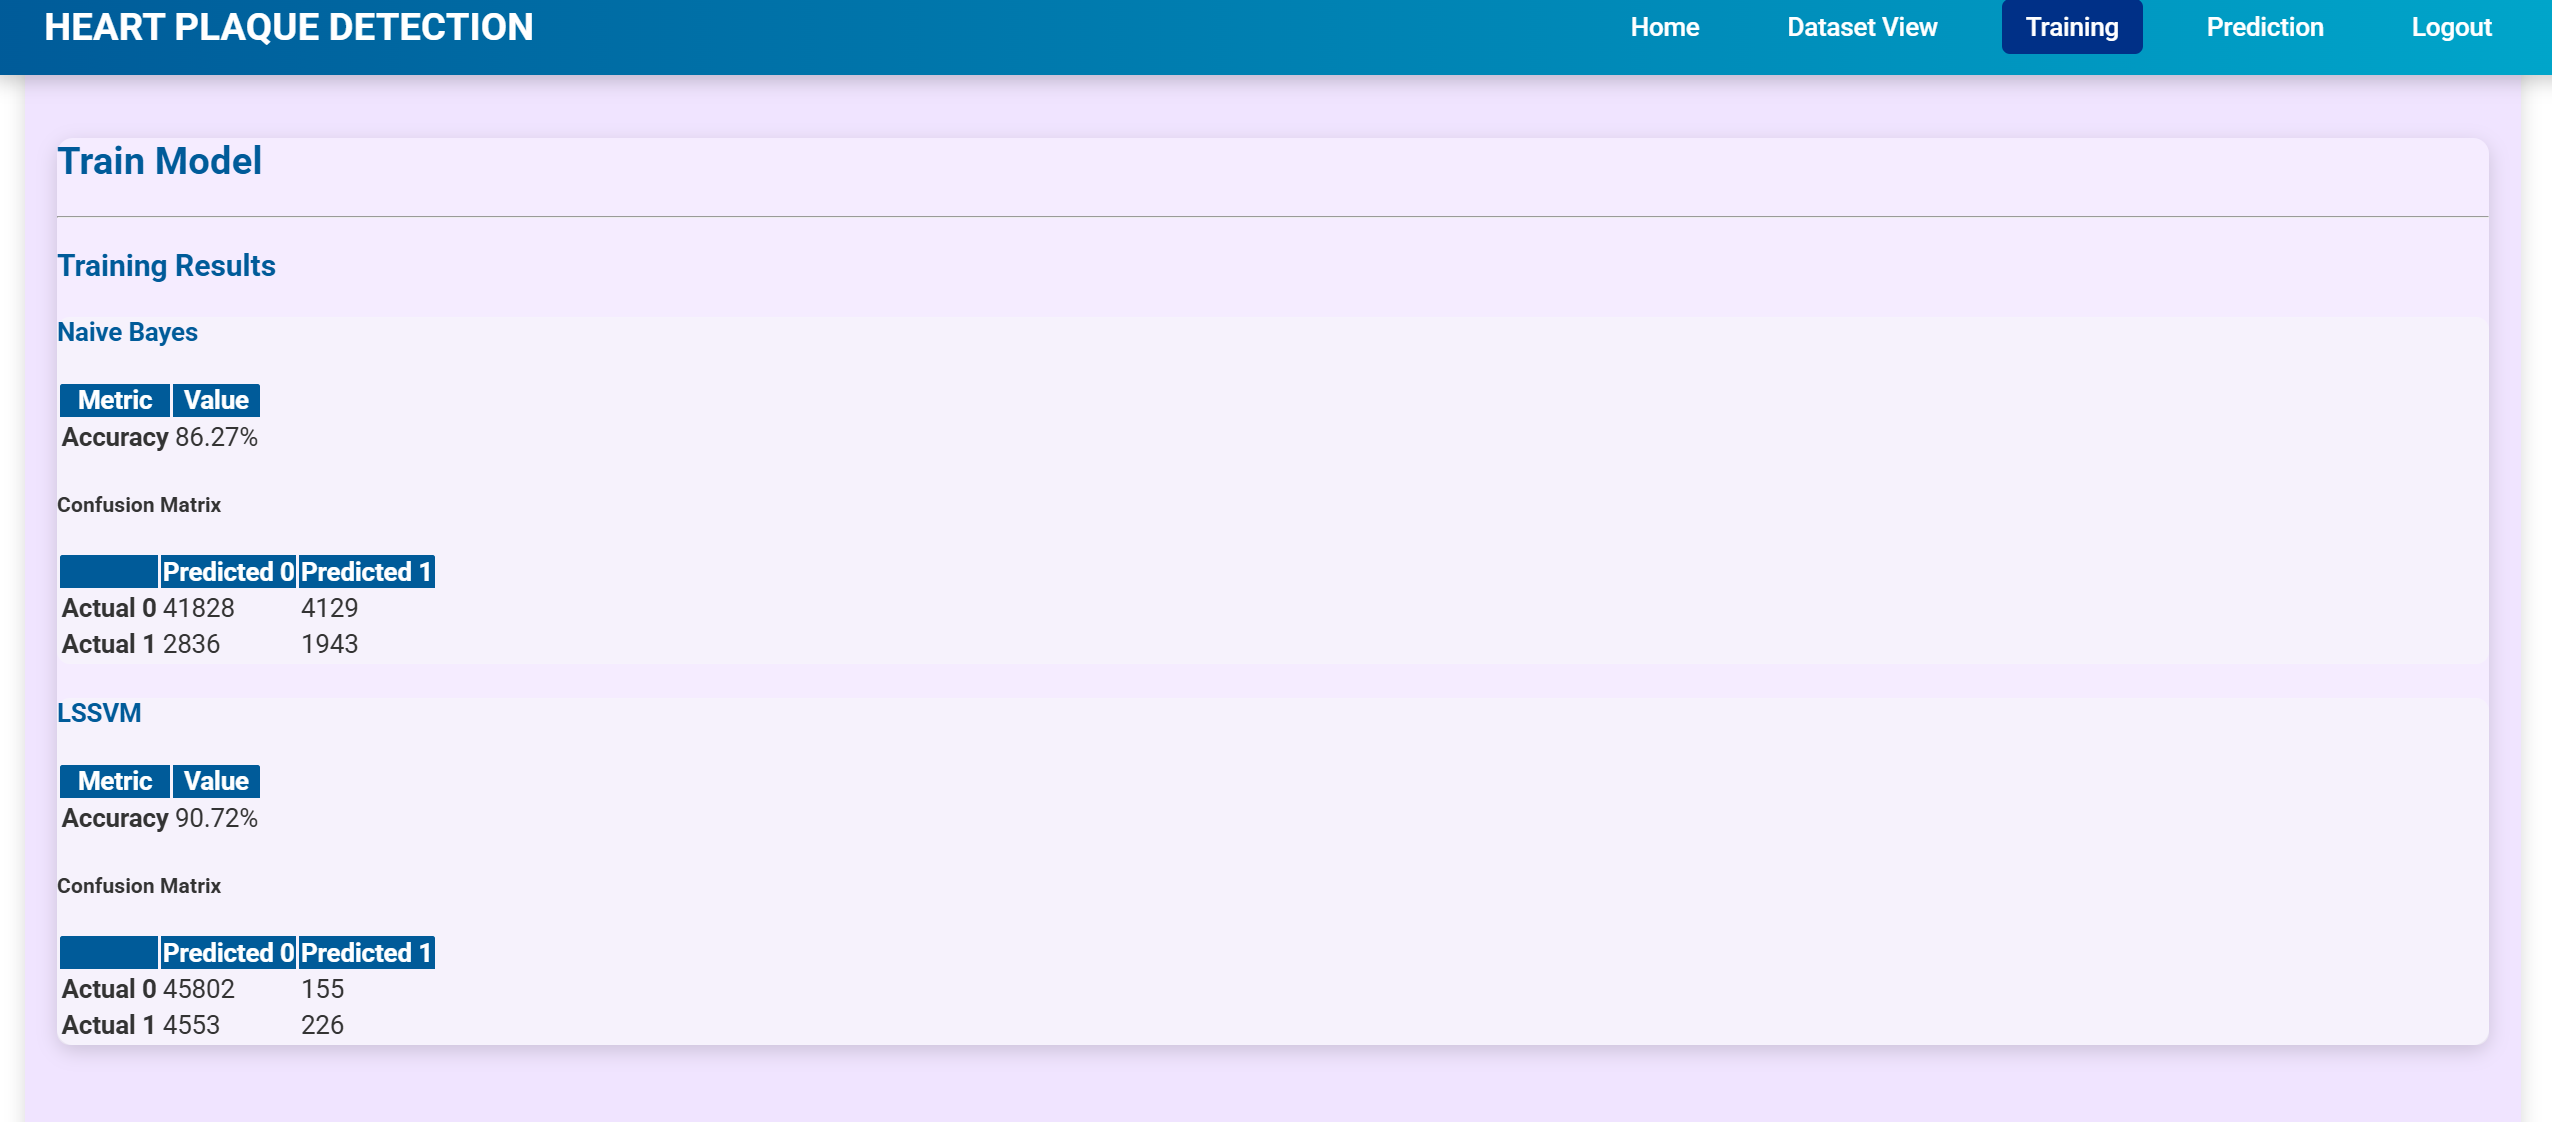 HEART PLAQUE DETECTION Home Dataset View Training Prediction Logout
Train Model
Training Results
Naive Bayes
Metric Value
Accuracy 86.27%
Confusion Matrix
Predicted 0 Predicted 1
Actual 0 41828 4129
Actual 1 2836 1943
LSSVM
Metric Value
Accuracy 90.72%
Confusion Matrix
Predicted 0 Predicted 1
Actual 0 45802 155
Actual 1 4553 226